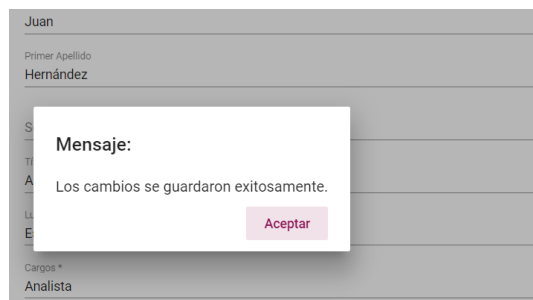 Juan
Primer Apellido
Hernández
Mensaje:
Los cambios se guardaron exitosamente.
Aceptar
Cargos *
Analista